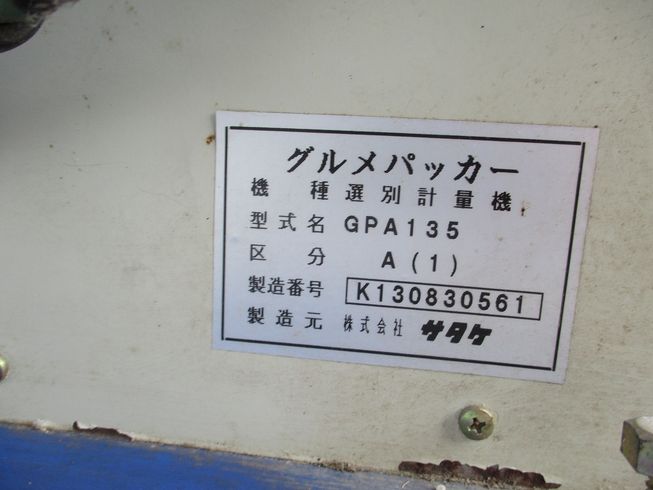 グルメパッカー
機種 選別計量機
型式名 GPA135
区分 A(1)
製造番号 K130830561
製造元 株式会社 サタケ